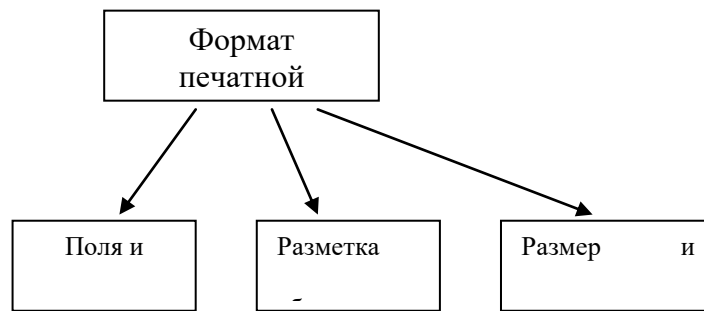 Формат
печатной
Поля и
Разметка
Размер и